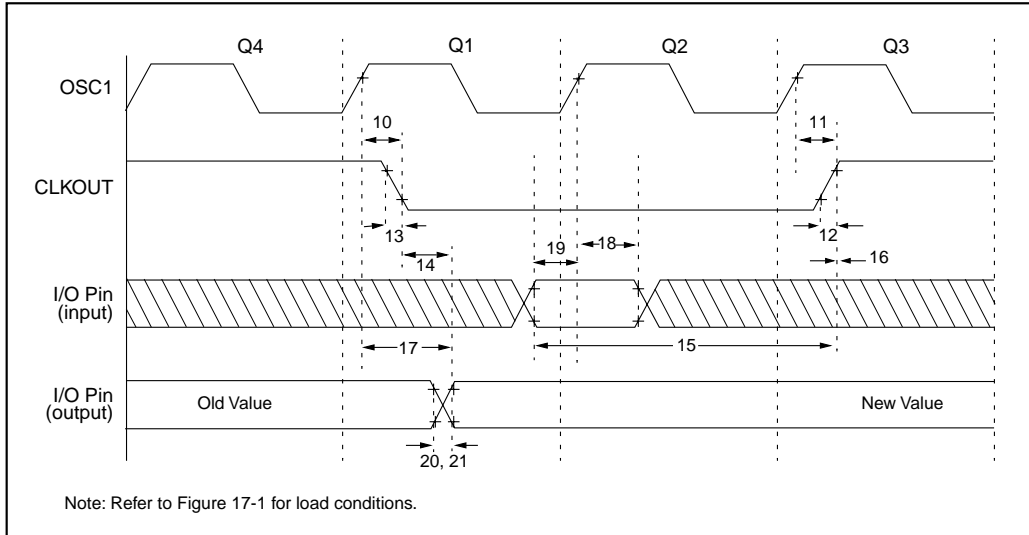 Q4 Q1 Q2 Q3
OSC1
10 11
CLKOUT
13 12
14 19 18 16
I/O Pin
(input)
17 15
I/O Pin
(output)
Old Value New Value
20, 21
Note: Refer to Figure 17-1 for load conditions.